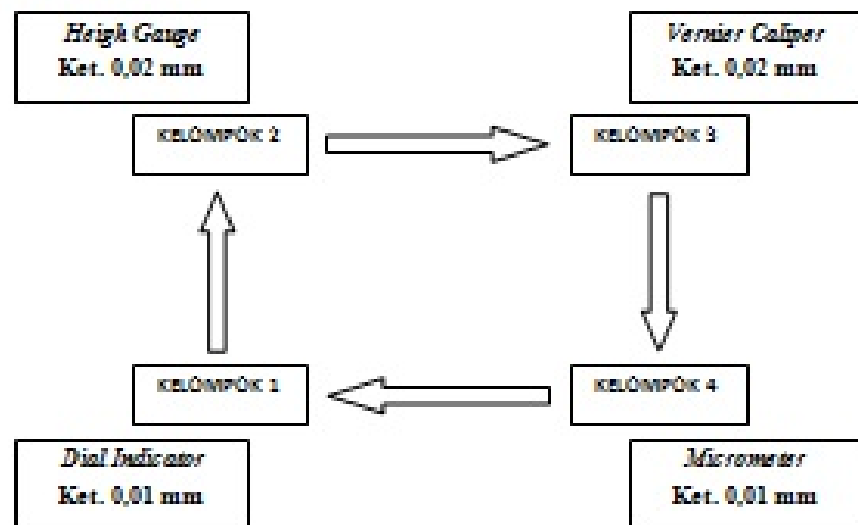 Heigh Gauge
Ket. 0,02 mm
Vernier Caliper
Ket. 0,02 mm
KELOMPOK 2
KELOMPOK 3
KELOMPOK 1
KELOMPOK 4
Dial Indicator
Ket. 0,01 mm
Micrometer
Ket. 0,01 mm